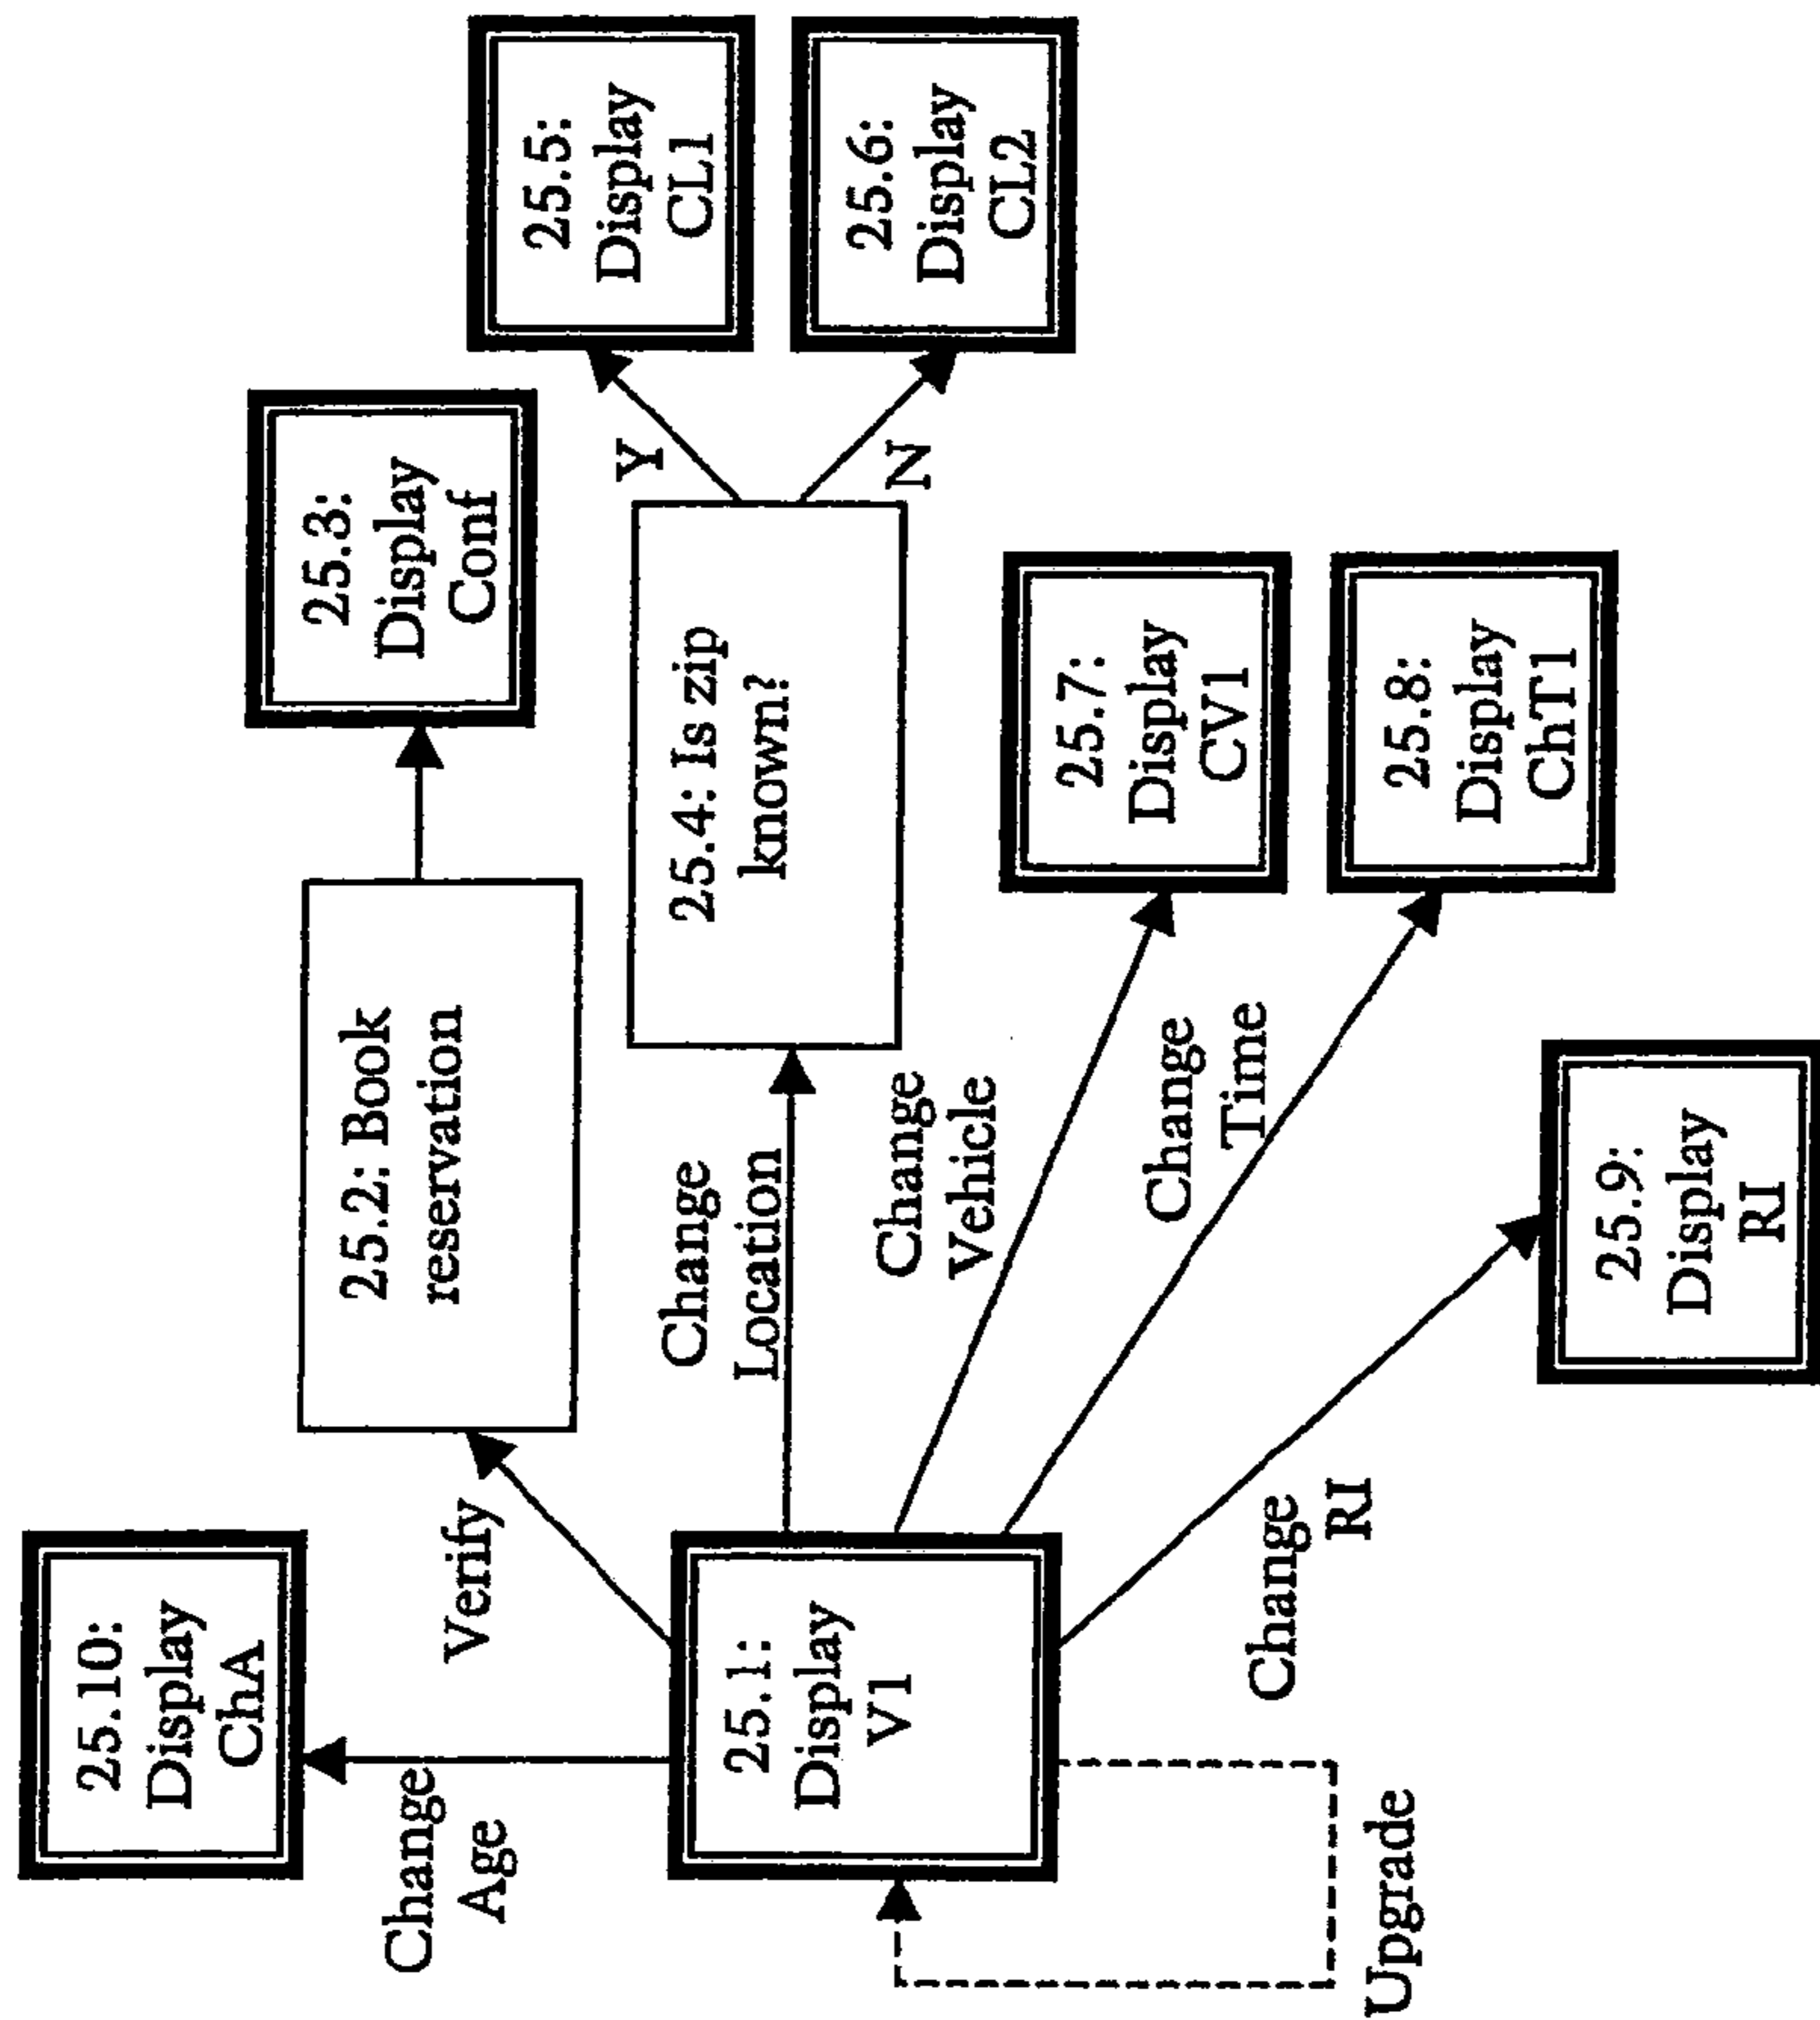 25.10:
Display
ChA
Change
Age
Verify
25.2: Book
reservation
25.3:
Display
Conf
25.1:
Display
V1
Change
Location
25.4: Is zip
known?
Y
N
25.5:
Display
CL1
25.6:
Display
CL2
Change
Vehicle
25.7:
Display
CV1
Change
Time
25.8:
Display
ChT1
Change
RI
25.9:
Display
RI
Upgrade